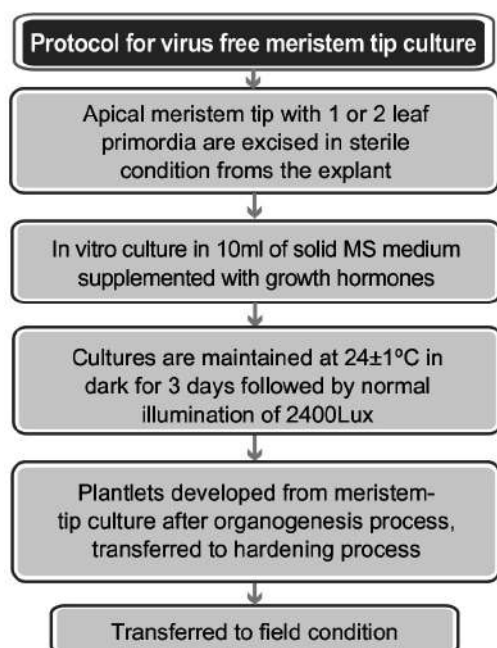 Protocol for virus free meristem tip culture
Apical meristem tip with 1 or 2 leaf
primordia are excised in sterile
condition froms the explant
In vitro culture in 10ml of solid MS medium
supplemented with growth hormones
Cultures are maintained at 24±1ºC in
dark for 3 days followed by normal
illumination of 2400Lux
Plantlets developed from meristem-
tip culture after organogenesis process,
transferred to hardening process
Transferred to field condition